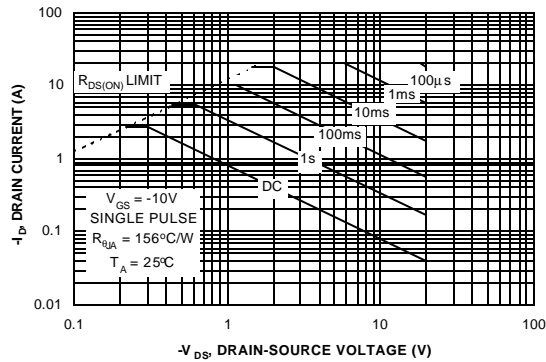 100
10
1
0.1
0.01
0.1
1
10
100
-I_D, DRAIN CURRENT (A)
-V_DS, DRAIN-SOURCE VOLTAGE (V)
R_DS(ON) LIMIT
100µs
1ms
10ms
100ms
1s
DC
V_GS = -10V
SINGLE PULSE
R_θJA = 156°C/W
T_A = 25°C